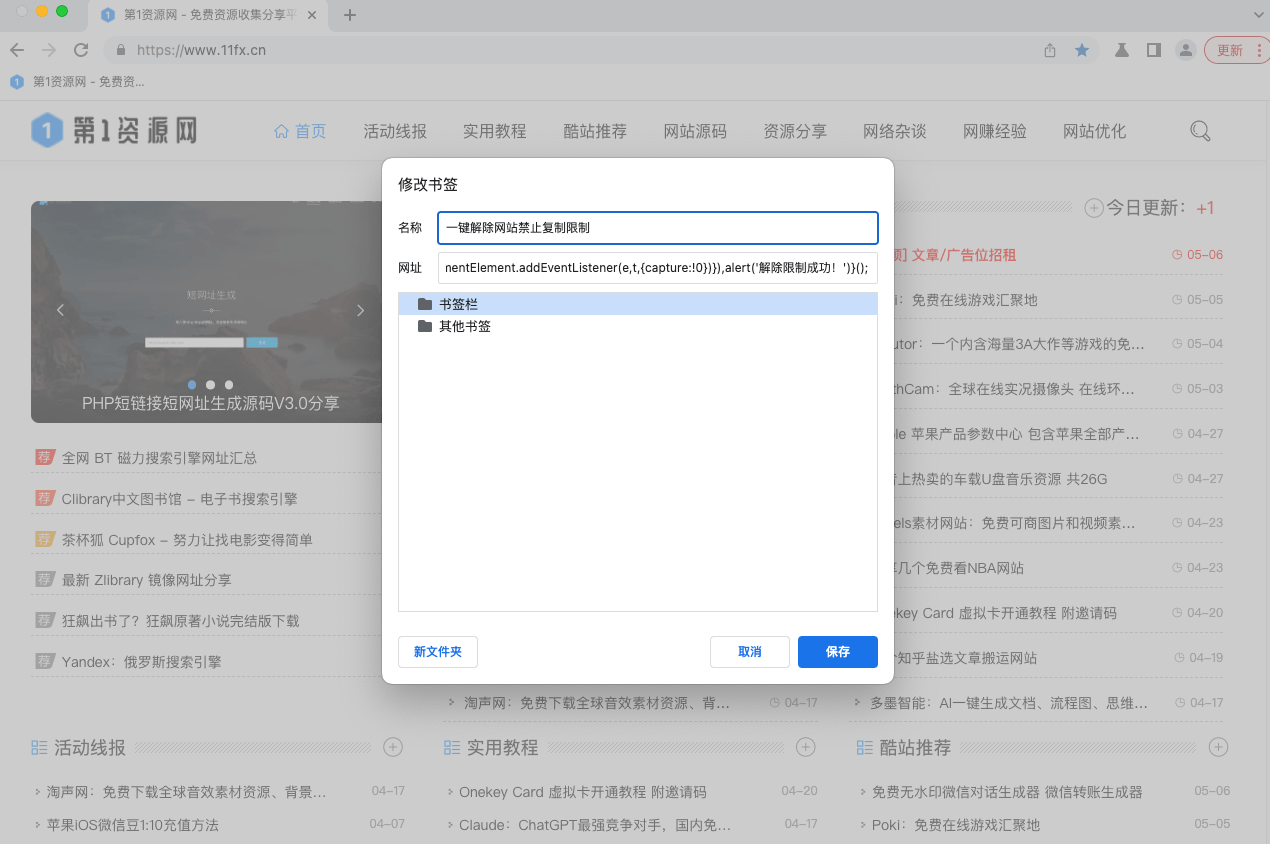 第1资源网 - 免费资源收集分享平
https://www.11fx.cn
更新
第1资源网 - 免费资...
第1资源网
首页 活动线报 实用教程 酷站推荐 网站源码 资源分享 网络杂谈 网赚经验 网站优化
修改书签
名称 一键解除网站禁止复制限制
网址 nentElement.addEventListener(e,t,{capture:!0})}),alert('解除限制成功！')}();
书签栏
其他书签
新文件夹 取消 保存
短网址生成
PHP短链接短网址生成源码V3.0分享
荐 全网 BT 磁力搜索引擎网址汇总
荐 Clibrary中文图书馆 – 电子书搜索引擎
荐 茶杯狐 Cupfox – 努力让找电影变得简单
荐 最新 Zlibrary 镜像网址分享
荐 狂飙出书了？狂飙原著小说完结版下载
荐 Yandex：俄罗斯搜索引擎
今日更新：+1
] 文章/广告位招租 05-06
：免费在线游戏汇聚地 05-05
utor：一个内含海量3A大作等游戏的免... 05-04
thCam：全球在线实况摄像头 在线环... 05-03
le 苹果产品参数中心 包含苹果全部产... 04-27
上热卖的车载U盘音乐资源 共26G 04-27
els素材网站：免费可商图片和视频素... 04-23
几个免费看NBA网站 04-23
ekey Card 虚拟卡开通教程 附邀请码 04-20
知乎盐选文章搬运网站 04-19
淘声网：免费下载全球音效素材资源、背... 04-17
多墨智能：AI一键生成文档、流程图、思维... 04-17
活动线报
淘声网：免费下载全球音效素材资源、背景... 04-17
苹果iOS微信豆1:10充值方法 04-07
实用教程
Onekey Card 虚拟卡开通教程 附邀请码 04-20
Claude：ChatGPT最强竞争对手，国内免... 04-17
酷站推荐
免费无水印微信对话生成器 微信转账生成器 05-06
Poki：免费在线游戏汇聚地 05-05